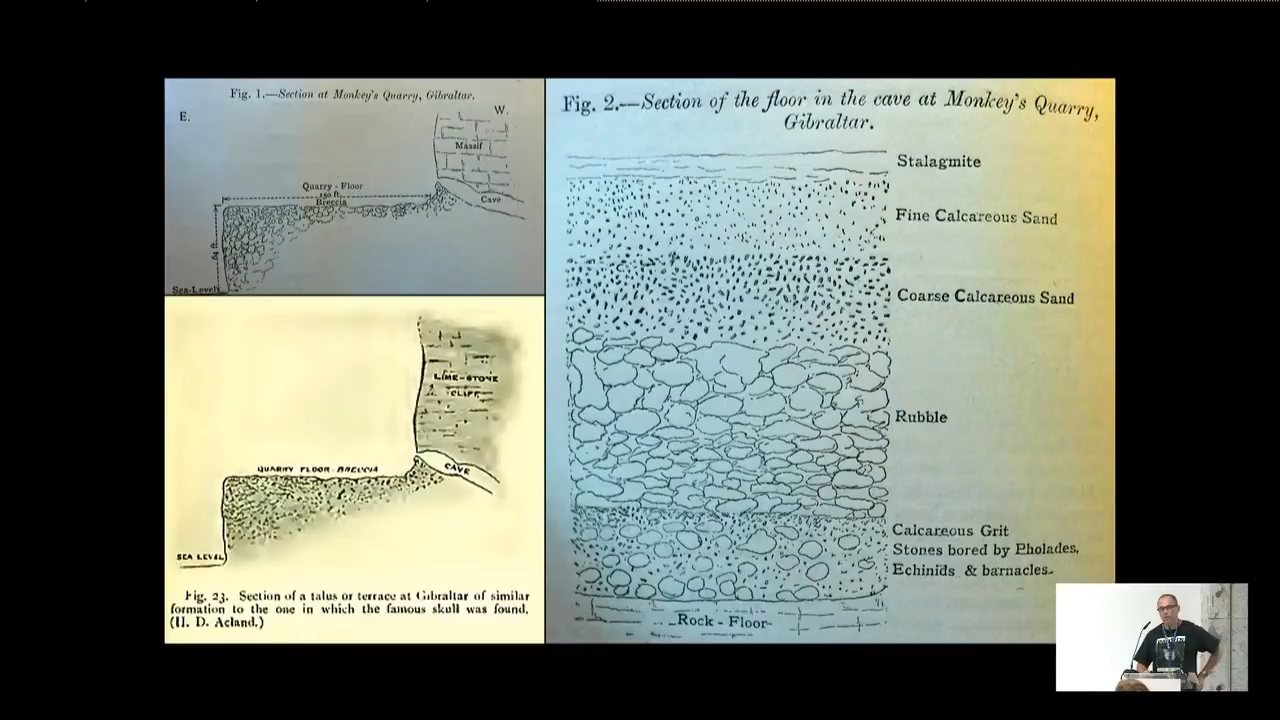 Fig. 1.—Section at Monkey's Quarry, Gibraltar.
E.
W.
Massif
Quarry - Floor
150 ft.
Breccia
Cave
Sea-Level
LIME-STONE
CLIFF
QUARRY FLOOR-BRECCIA
CAVE
SEA LEVEL
Fig. 23. Section of a talus or terrace at Gibraltar of similar
formation to the one in which the famous skull was found.
(H. D. Acland.)
Fig. 2.—Section of the floor in the cave at Monkey's Quarry,
Gibraltar.
Stalagmite
Fine Calcareous Sand
Coarse Calcareous Sand
Rubble
Calcareous Grit
Stones bored by Pholades,
Echinids & barnacles.
Rock - Floor